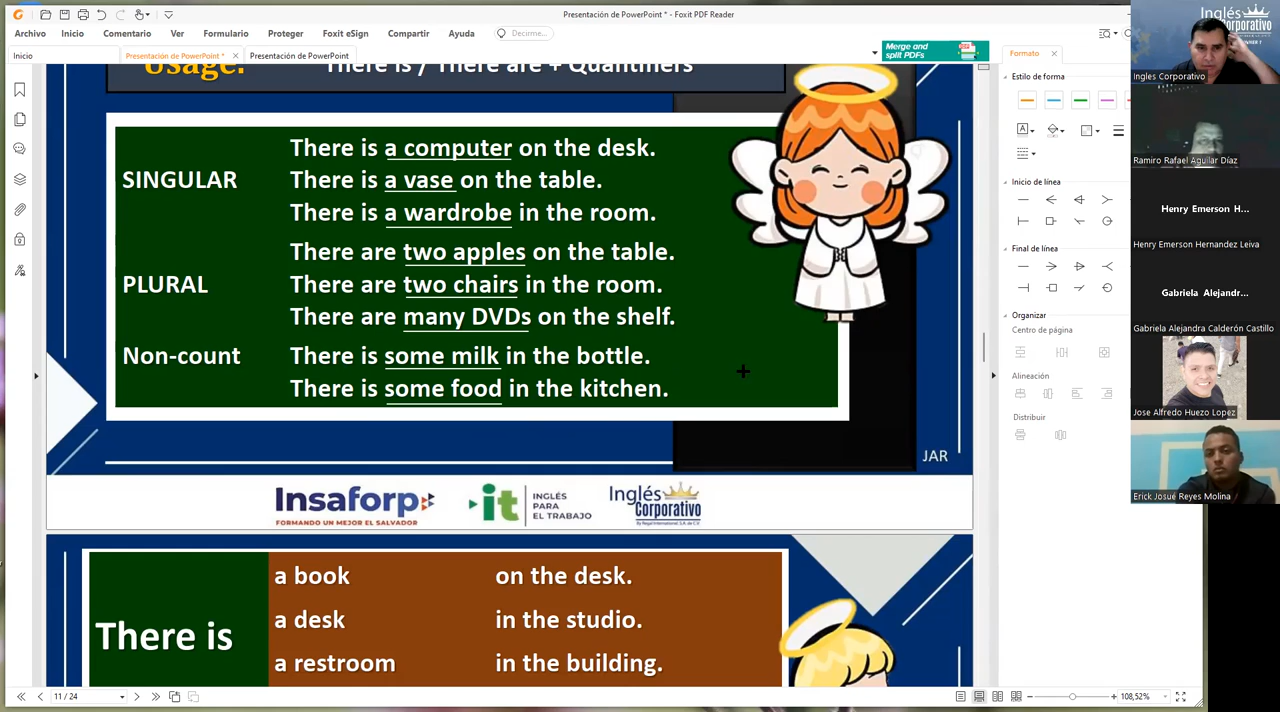 Presentación de PowerPoint * - Foxit PDF Reader
Archivo Inicio Comentario Ver Formulario Proteger Foxit eSign Compartir Ayuda Decirme...
Inicio Presentación de PowerPoint * Presentación de PowerPoint
Merge and split PDFs
Usage: There is / There are + Quantifiers
SINGULAR
There is a computer on the desk.
There is a vase on the table.
There is a wardrobe in the room.
PLURAL
There are two apples on the table.
There are two chairs in the room.
There are many DVDs on the shelf.
Non-count
There is some milk in the bottle.
There is some food in the kitchen.
JAR
Insaforp
FORMANDO UN MEJOR EL SALVADOR
it
INGLÉS
PARA
EL TRABAJO
Inglés
Corporativo
There is
a book on the desk.
a desk in the studio.
a restroom in the building.
11 / 24
108,52%
Formato
Estilo de forma
Inicio de línea
Final de línea
Organizar
Centro de página
Alineación
Distribuir
Inglés
Corporativo
Ingles Corporativo
Ramiro Rafael Aguilar Díaz
Henry Emerson H...
Henry Emerson Hernandez Leiva
Gabriela Alejandr...
Gabriela Alejandra Calderón Castillo
Jose Alfredo Huezo Lopez
Erick Josué Reyes Molina